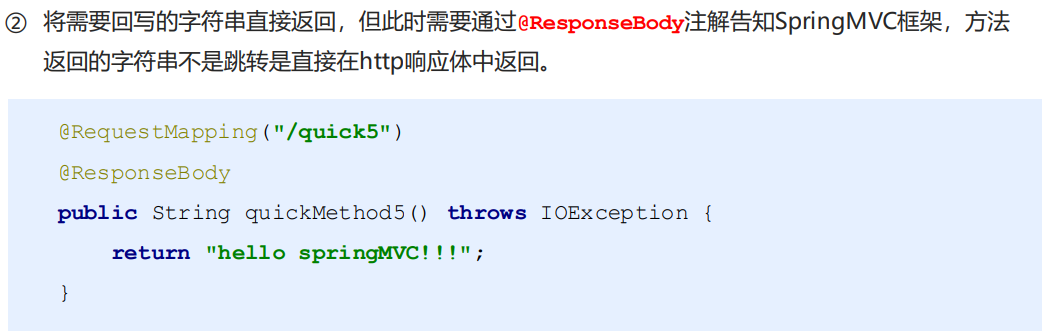 ② 将需要回写的字符串直接返回，但此时需要通过@ResponseBody注解告知SpringMVC框架，方法
返回的字符串不是跳转是直接在http响应体中返回。
@RequestMapping("/quick5")
@ResponseBody
public String quickMethod5() throws IOException {
    return "hello springMVC!!!";
}